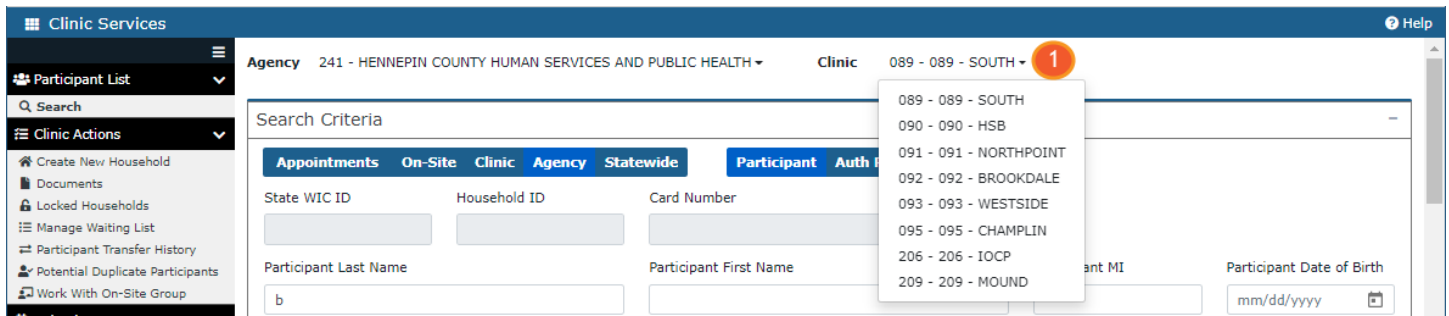 Clinic Services
Help
Participant List
Search
Clinic Actions
Create New Household
Documents
Locked Households
Manage Waiting List
Participant Transfer History
Potential Duplicate Participants
Work With On-Site Group
Agency 241 - HENNEPIN COUNTY HUMAN SERVICES AND PUBLIC HEALTH Clinic 089 - 089 - SOUTH 1
089 - 089 - SOUTH
090 - 090 - HSB
091 - 091 - NORTHPOINT
092 - 092 - BROOKDALE
093 - 093 - WESTSIDE
095 - 095 - CHAMPLIN
206 - 206 - IOCP
209 - 209 - MOUND
Search Criteria
Appointments On-Site Clinic Agency Statewide Participant Auth
State WIC ID Household ID Card Number
Participant Last Name Participant First Name MI Participant Date of Birth
b mm/dd/yyyy